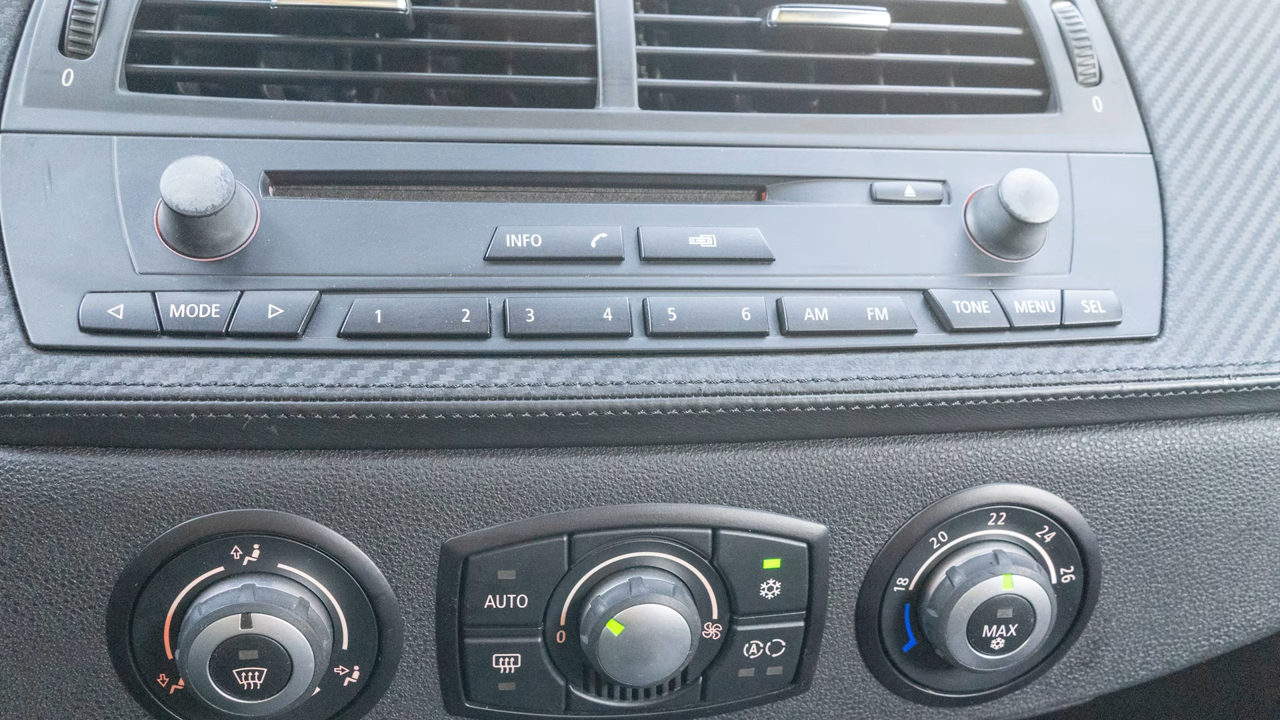 0
0
INFO
MODE
1 2
3 4
5 6
AM FM
TONE
MENU
SEL
AUTO
0
A
18 20 22 24 26
MAX